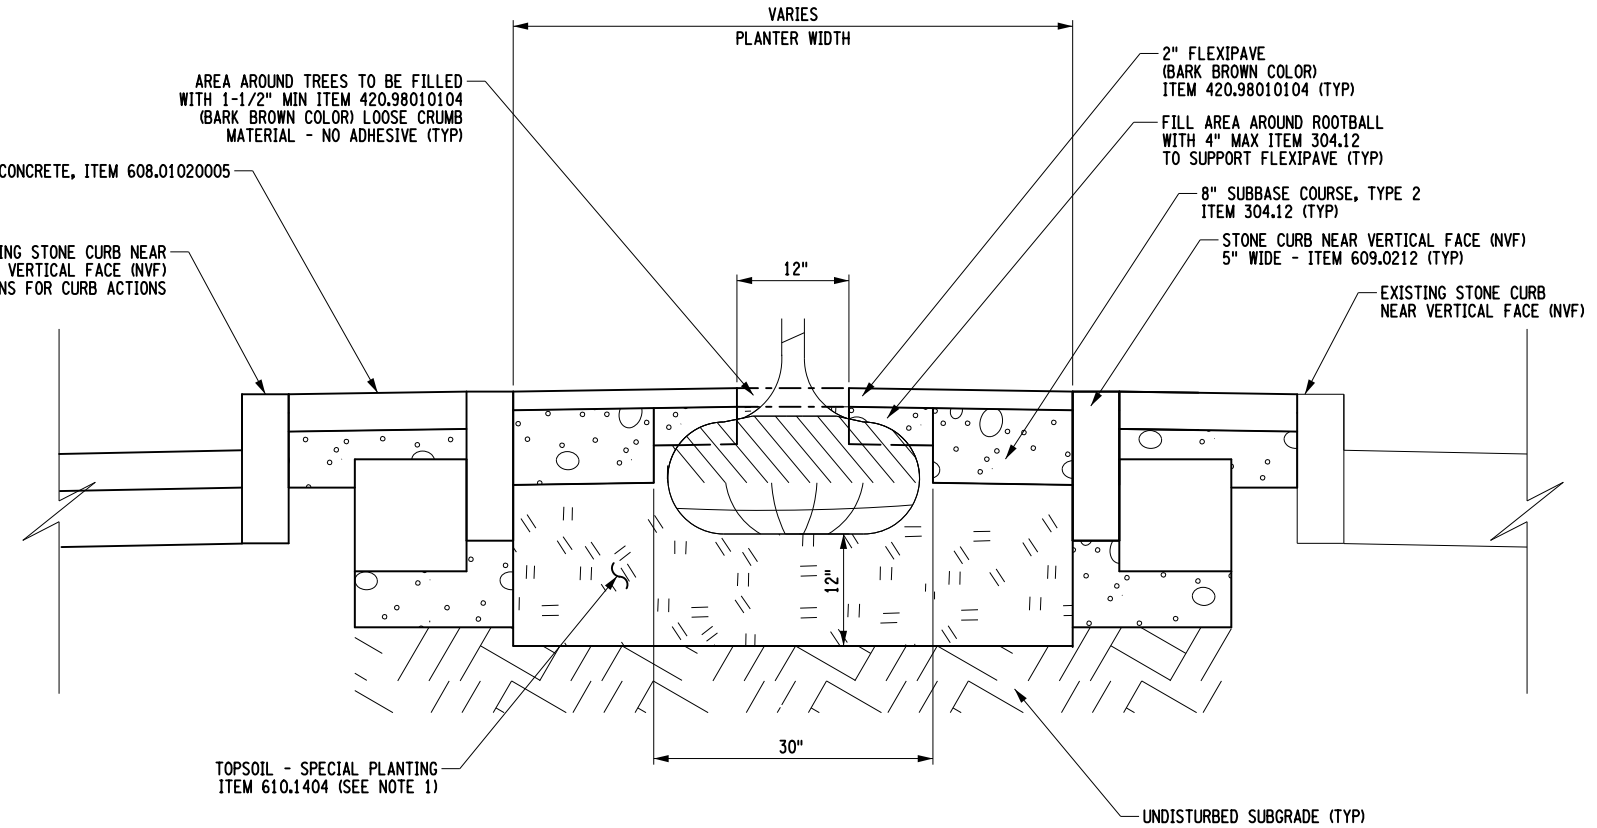 VARIES
PLANTER WIDTH
AREA AROUND TREES TO BE FILLED
WITH 1-1/2" MIN ITEM 420.98010104
(BARK BROWN COLOR) LOOSE CRUMB
MATERIAL - NO ADHESIVE (TYP)
CONCRETE, ITEM 608.01020005
ING STONE CURB NEAR
VERTICAL FACE (NVF)
NS FOR CURB ACTIONS
2" FLEXIPAVE
(BARK BROWN COLOR)
ITEM 420.98010104 (TYP)
FILL AREA AROUND ROOTBALL
WITH 4" MAX ITEM 304.12
TO SUPPORT FLEXIPAVE (TYP)
8" SUBBASE COURSE, TYPE 2
ITEM 304.12 (TYP)
STONE CURB NEAR VERTICAL FACE (NVF)
5" WIDE - ITEM 609.0212 (TYP)
EXISTING STONE CURB
NEAR VERTICAL FACE (NVF)
12"
12"
30"
TOPSOIL - SPECIAL PLANTING
ITEM 610.1404 (SEE NOTE 1)
UNDISTURBED SUBGRADE (TYP)